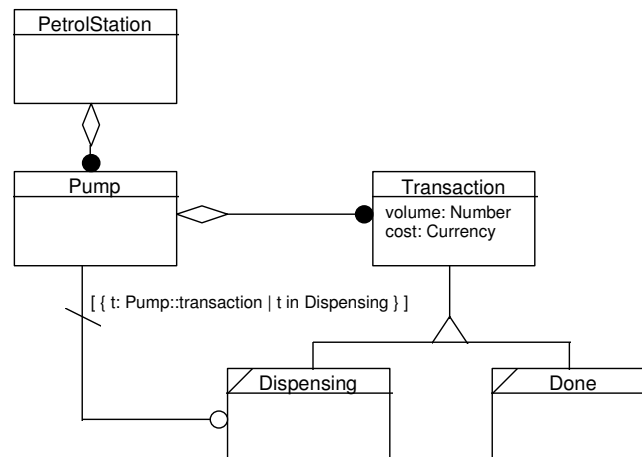 PetrolStation
Pump
Transaction
volume: Number
cost: Currency
[ { t: Pump::transaction | t in Dispensing } ]
Dispensing
Done